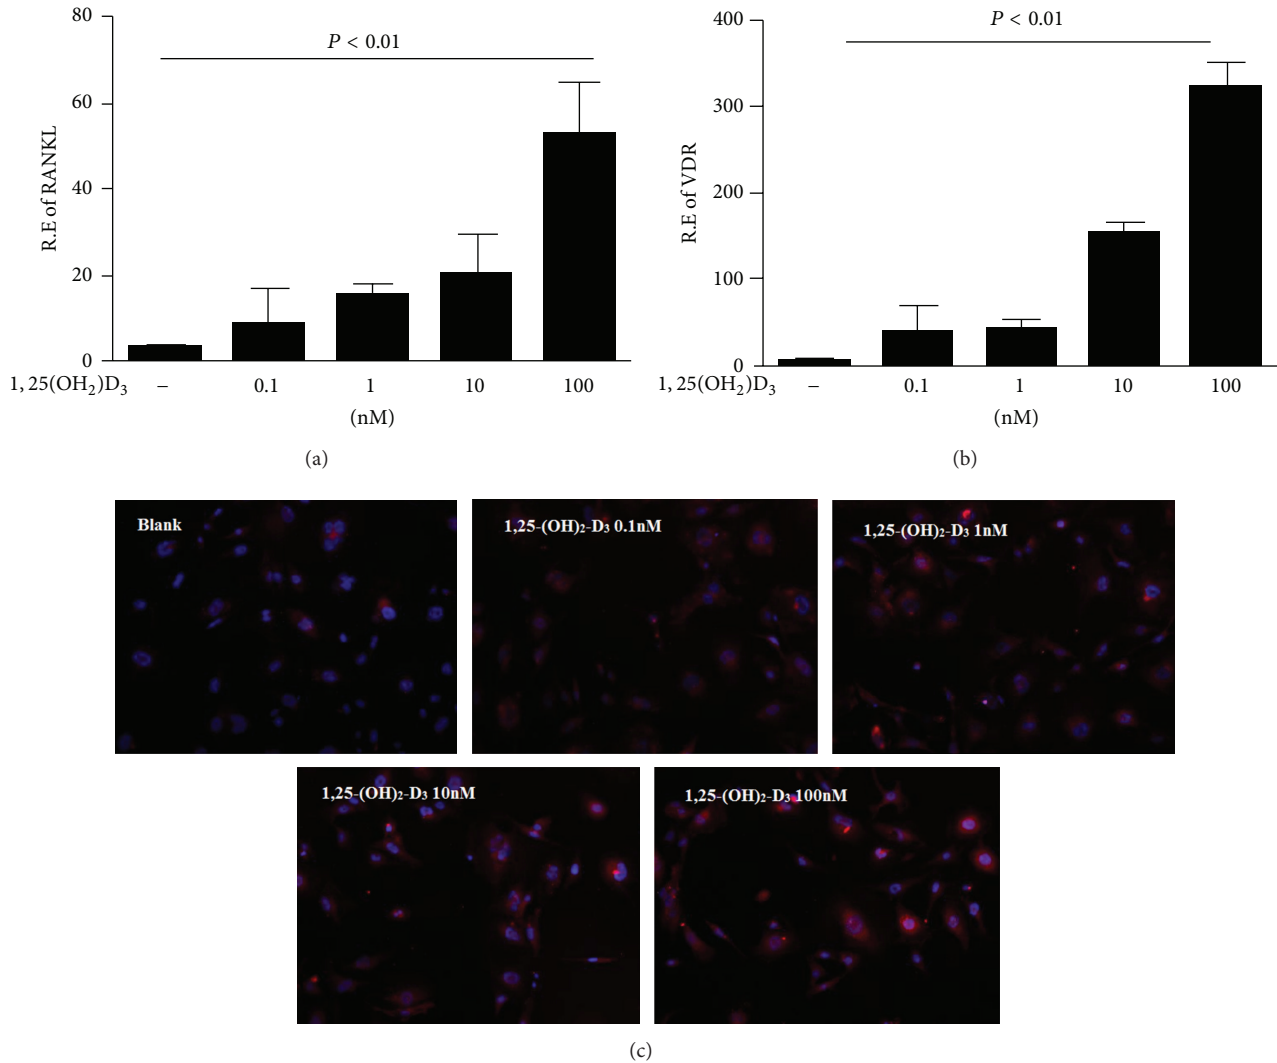 80
60
40
20
0
R.E of RANKL
P < 0.01
1, 25(OH₂)D₃ – 0.1 1 10 100
(nM)
(a)
400
300
200
100
0
R.E of VDR
P < 0.01
1, 25(OH₂)D₃ – 0.1 1 10 100
(nM)
(b)
Blank
1,25-(OH)₂-D₃ 0.1nM
1,25-(OH)₂-D₃ 1nM
1,25-(OH)₂-D₃ 10nM
1,25-(OH)₂-D₃ 100nM
(c)